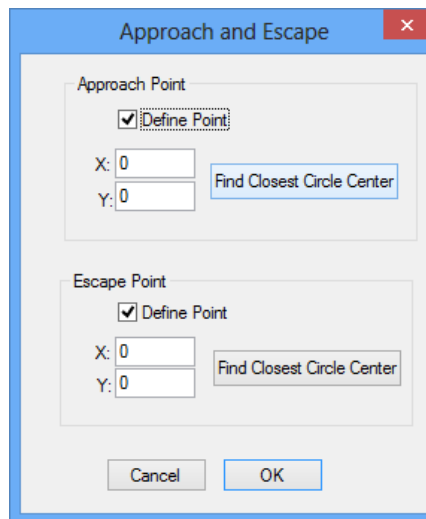 Approach and Escape
Approach Point
Define Point
X: 0
Y: 0
Find Closest Circle Center
Escape Point
Define Point
X: 0
Y: 0
Find Closest Circle Center
Cancel
OK